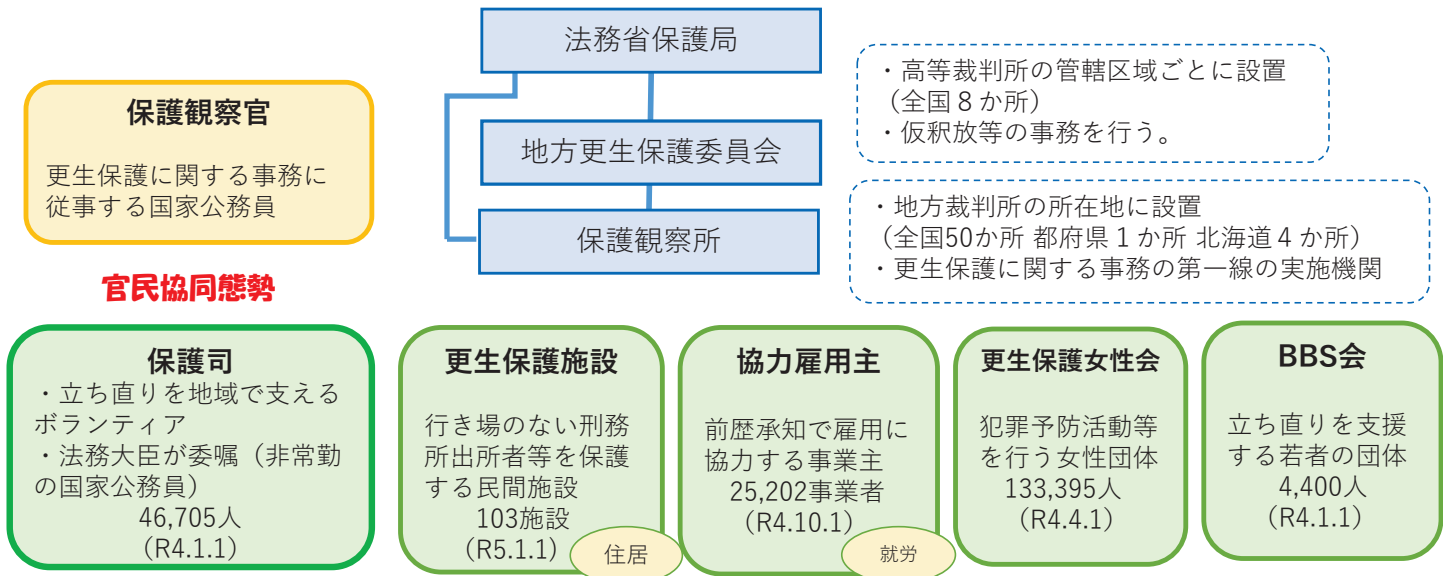 法務省保護局
地方更生保護委員会
保護観察所
・高等裁判所の管轄区域ごとに設置
(全国８か所)
・仮釈放等の事務を行う。
・地方裁判所の所在地に設置
(全国50か所 都府県１か所 北海道４か所)
・更生保護に関する事務の第一線の実施機関
保護観察官
更生保護に関する事務に
従事する国家公務員
官民協同態勢
保護司
・立ち直りを地域で支える
ボランティア
・法務大臣が委嘱（非常勤
の国家公務員）
46,705人
(R4.1.1)
更生保護施設
行き場のない刑務
所出所者等を保護
する民間施設
103施設
(R5.1.1)
住居
協力雇用主
前歴承知で雇用に
協力する事業主
25,202事業者
(R4.10.1)
就労
更生保護女性会
犯罪予防活動等
を行う女性団体
133,395人
(R4.4.1)
BBS会
立ち直りを支援
する若者の団体
4,400人
(R4.1.1)